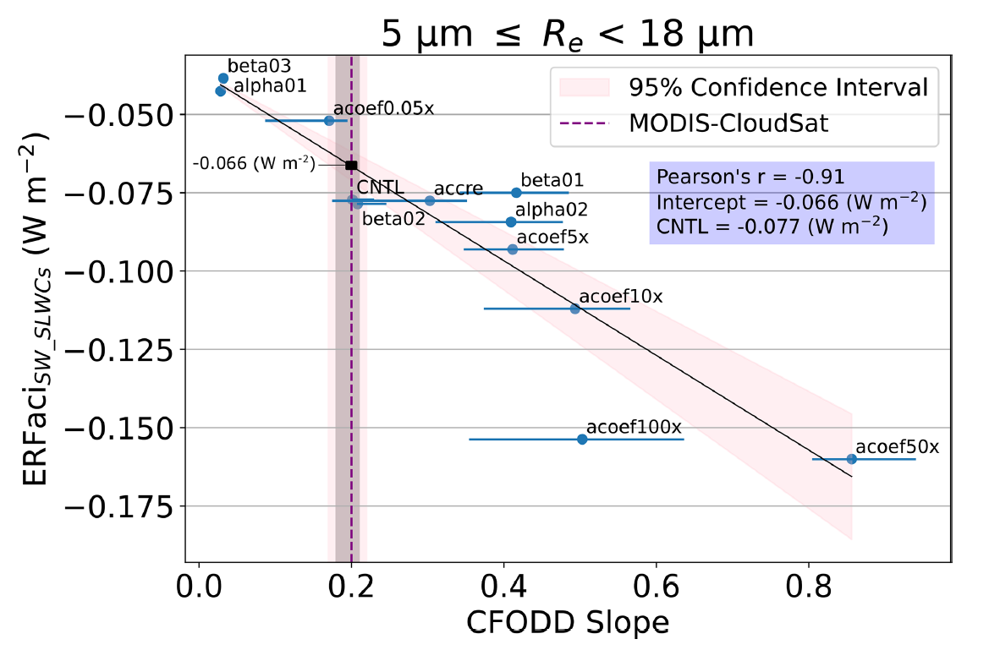 5 μm ≤ Rₑ < 18 μm
95% Confidence Interval
MODIS-CloudSat
Pearson's r = -0.91
Intercept = -0.066 (W m⁻²)
CNTL = -0.077 (W m⁻²)
beta03
alpha01
acoef0.05x
-0.066 (W m⁻²)
CNTL
accre
beta01
beta02
alpha02
acoef5x
acoef10x
acoef100x
acoef50x
−0.050
−0.075
−0.100
−0.125
−0.150
−0.175
ERFaci_SW_SLWCs (W m⁻²)
0.0 0.2 0.4 0.6 0.8
CFODD Slope